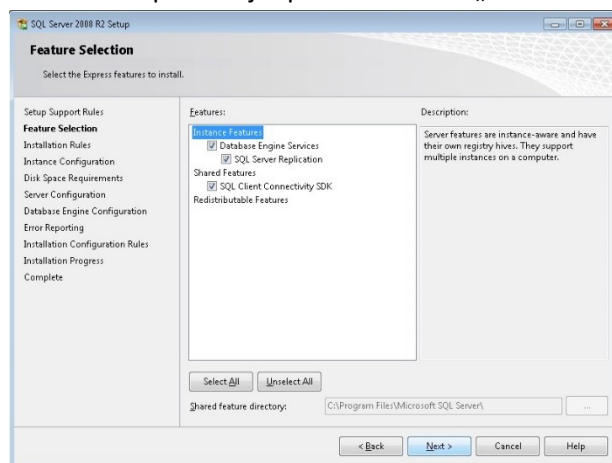 SQL Server 2008 R2 Setup
Feature Selection
Select the Express features to install.
Setup Support Rules
Feature Selection
Installation Rules
Instance Configuration
Disk Space Requirements
Server Configuration
Database Engine Configuration
Error Reporting
Installation Configuration Rules
Installation Progress
Complete
Features:
Instance Features
Database Engine Services
SQL Server Replication
Shared Features
SQL Client Connectivity SDK
Redistributable Features
Description:
Server features are instance-aware and have
their own registry hives. They support
multiple instances on a computer.
Select All
Unselect All
Shared feature directory:
C:\Program Files\Microsoft SQL Server\
...
< Back
Next >
Cancel
Help